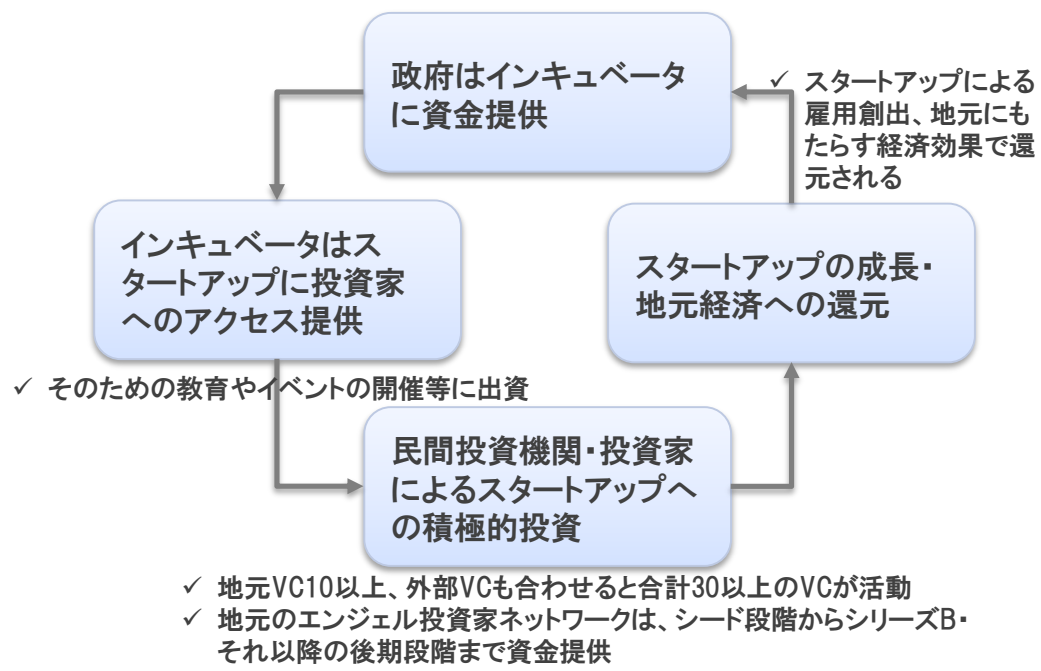 政府はインキュベータ
に資金提供
✓ スタートアップによる
雇用創出、地元にも
たらす経済効果で還
元される
インキュベータはス
タートアップに投資家
へのアクセス提供
スタートアップの成長・
地元経済への還元
✓ そのための教育やイベントの開催等に出資
民間投資機関・投資家
によるスタートアップへ
の積極的投資
✓ 地元VC10以上、外部VCも合わせると合計30以上のVCが活動
✓ 地元のエンジェル投資家ネットワークは、シード段階からシリーズB・
それ以降の後期段階まで資金提供